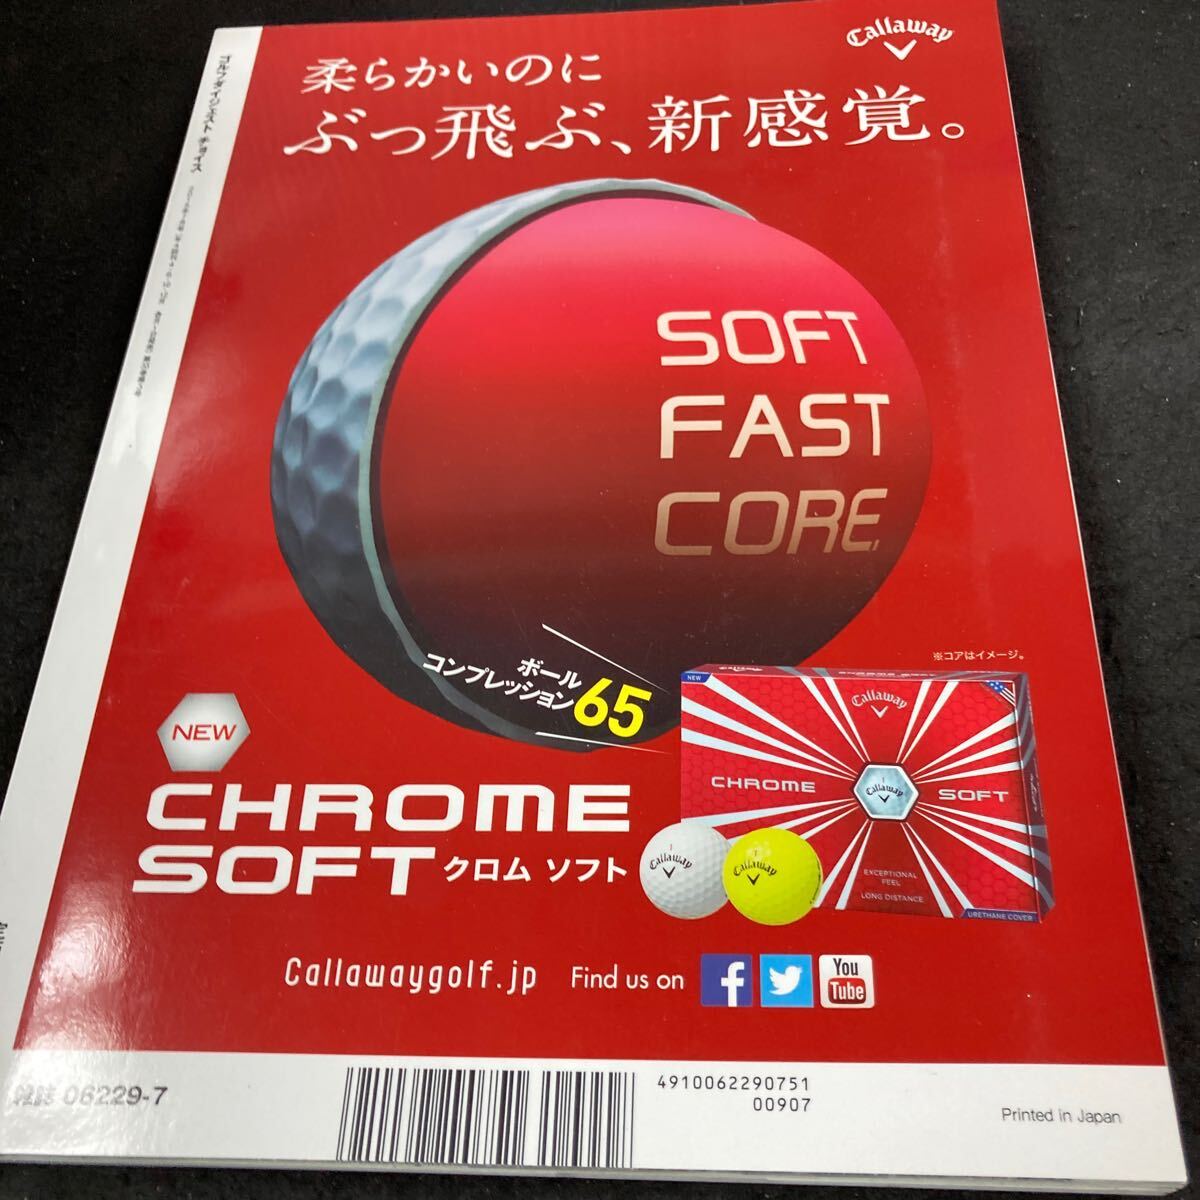 Callaway
柔らかいのに
ぶっ飛ぶ、新感覚。
ゴルフダイジェスト チョイス
SOFT
FAST
CORE
※コアはイメージ。
ボール
コンプレッション65
NEW
CHROME
SOFT クロム ソフト
NEW
Callaway
CHROME
Callaway
SOFT
EXCEPTIONAL
FEEL
LONG DISTANCE
URETHANE COVER
Callaway
Callaway
Callawaygolf.jp Find us on f You Tube
雑誌 06229-7
4910062290751
00907
Printed in Japan